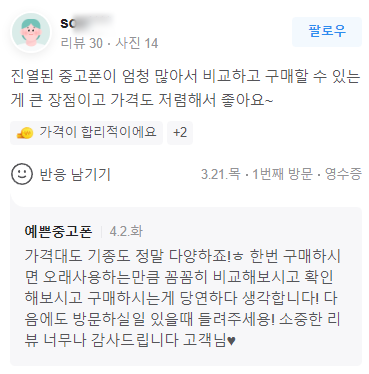 so
리뷰 30 · 사진 14
팔로우
진열된 중고폰이 엄청 많아서 비교하고 구매할 수 있는
게 큰 장점이고 가격도 저렴해서 좋아요~
가격이 합리적이에요 +2
반응 남기기
3.21.목 · 1번째 방문 · 영수증
예쁜중고폰 4.2.화
가격대도 기종도 정말 다양하죠!ㅎ 한번 구매하시
면 오래사용하는만큼 꼼꼼히 비교해보시고 확인
해보시고 구매하시는게 당연하다 생각합니다! 다
음에도 방문하실일 있을때 들려주세용! 소중한 리
뷰 너무나 감사드립니다 고객님♥